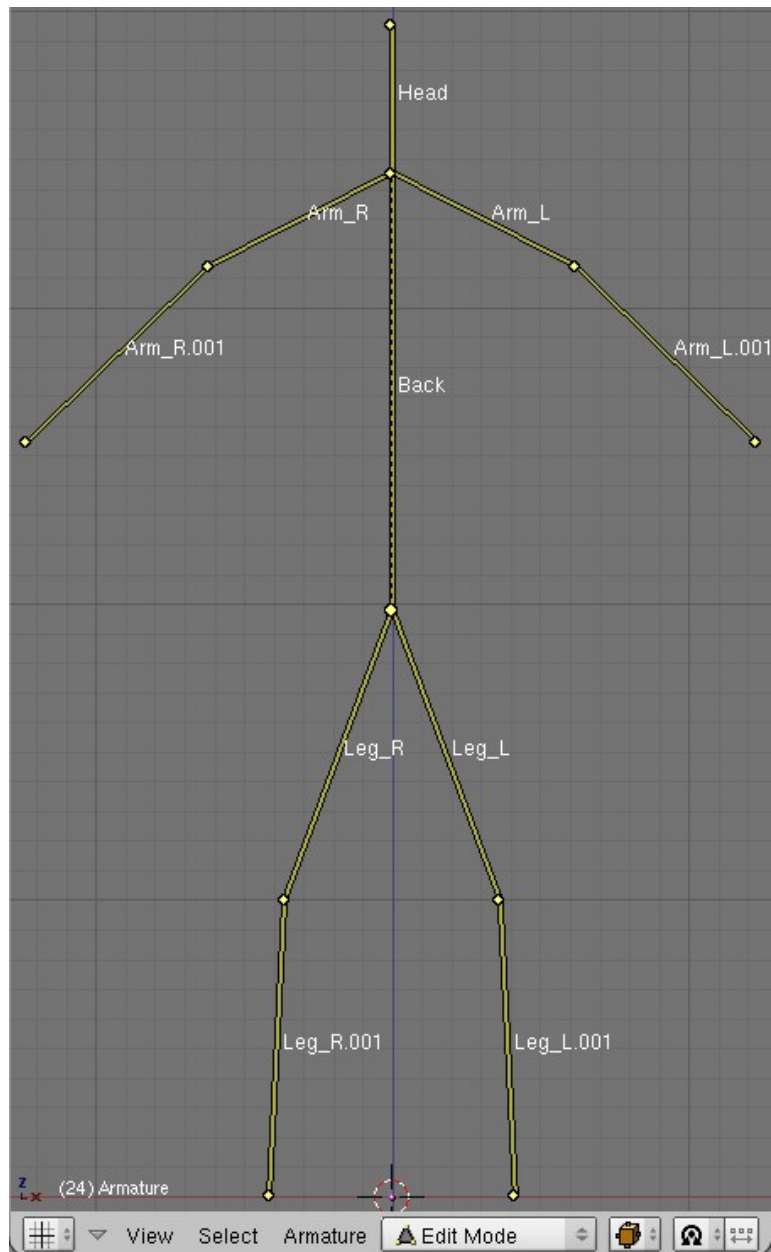 Head
Arm_R Arm_L
Arm_R.001 Arm_L.001
Back
Leg_R Leg_L
Leg_R.001 Leg_L.001
z
x
(24) Armature
View Select Armature Edit Mode